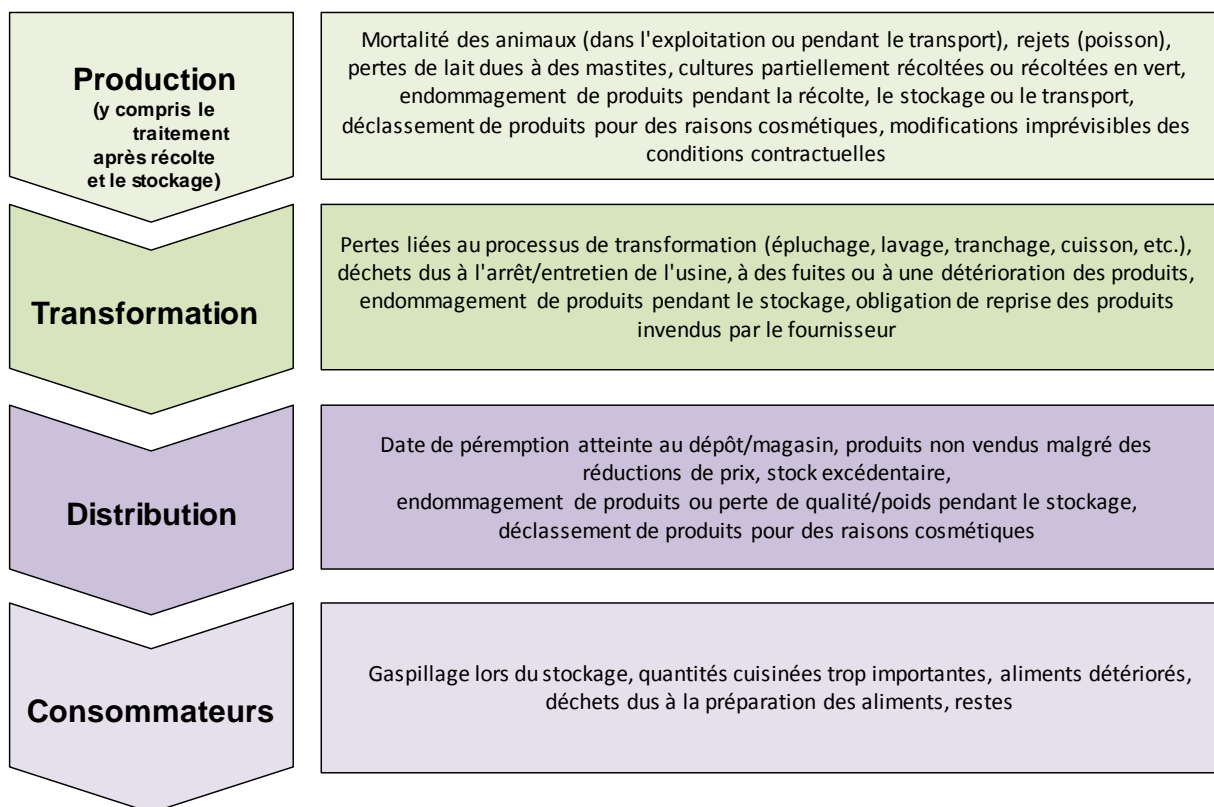 Production
(y compris le
traitement
après récolte
et le stockage)
Mortalité des animaux (dans l'exploitation ou pendant le transport), rejets (poisson),
pertes de lait dues à des mastites, cultures partiellement récoltées ou récoltées en vert,
endommagement de produits pendant la récolte, le stockage ou le transport,
déclassement de produits pour des raisons cosmétiques, modifications imprévisibles des
conditions contractuelles
Transformation
Pertes liées au processus de transformation (épluchage, lavage, tranchage, cuisson, etc.),
déchets dus à l'arrêt/entretien de l'usine, à des fuites ou à une détérioration des produits,
endommagement de produits pendant le stockage, obligation de reprise des produits
invendus par le fournisseur
Distribution
Date de péremption atteinte au dépôt/magasin, produits non vendus malgré des
réductions de prix, stock excédentaire,
endommagement de produits ou perte de qualité/poids pendant le stockage,
déclassement de produits pour des raisons cosmétiques
Consommateurs
Gaspillage lors du stockage, quantités cuisinées trop importantes, aliments détériorés,
déchets dus à la préparation des aliments, restes